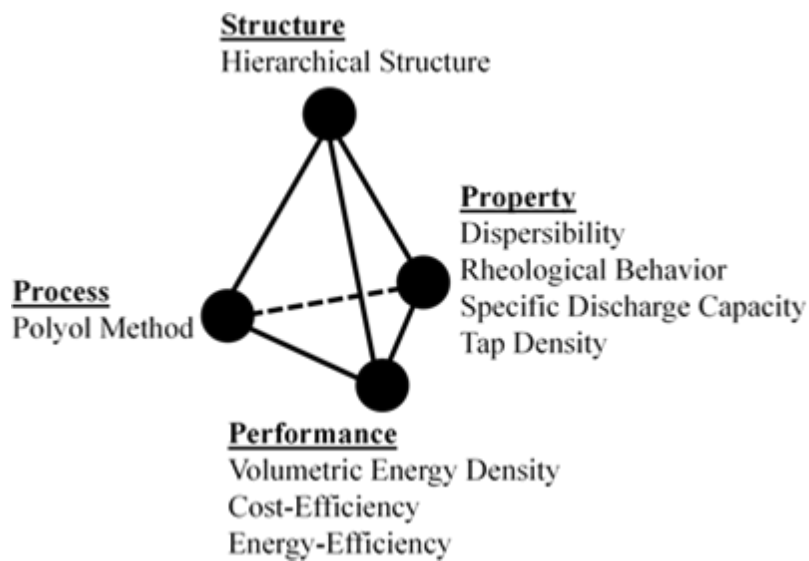 Structure
Hierarchical Structure
Property
Dispersibility
Rheological Behavior
Specific Discharge Capacity
Tap Density
Process
Polyol Method
Performance
Volumetric Energy Density
Cost-Efficiency
Energy-Efficiency